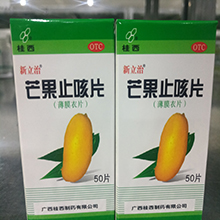 桂西 OTC
新立治
芒果止咳片
(薄膜衣片)
50片
广西桂西制药有限公司
桂西 OTC
新立治
芒果止咳片
(薄膜衣片)
50片
广西桂西制药有限公司